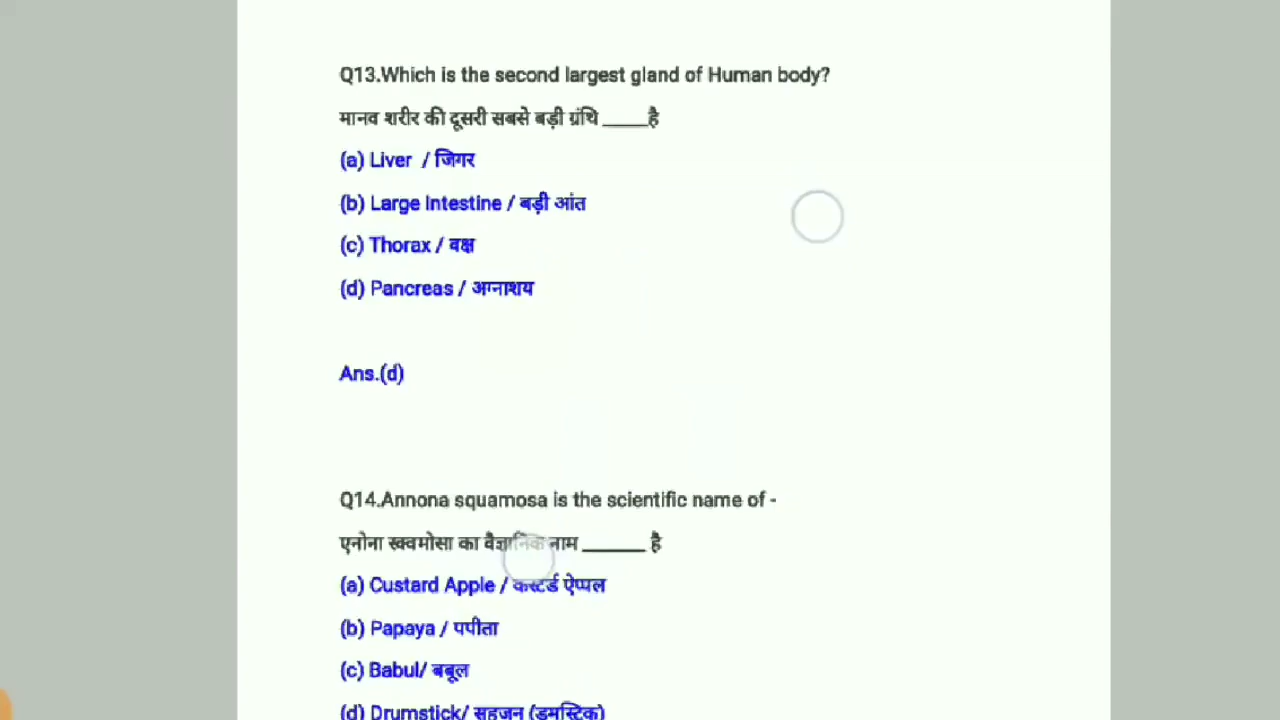 Q13.Which is the second largest gland of Human body?
मानव शरीर की दूसरी सबसे बड़ी ग्रंथि _____है
(a) Liver / जिगर
(b) Large Intestine / बड़ी आंत
(c) Thorax / वक्ष
(d) Pancreas / अग्नाशय
Ans.(d)
Q14.Annona squamosa is the scientific name of -
एनोना स्क्वमोसा का वैज्ञानिक नाम _______ है
(a) Custard Apple / कस्टर्ड ऐप्पल
(b) Papaya / पपीता
(c) Babul/ बबूल
(d) Drumstick/ सहजन (ड्रमस्टिक)